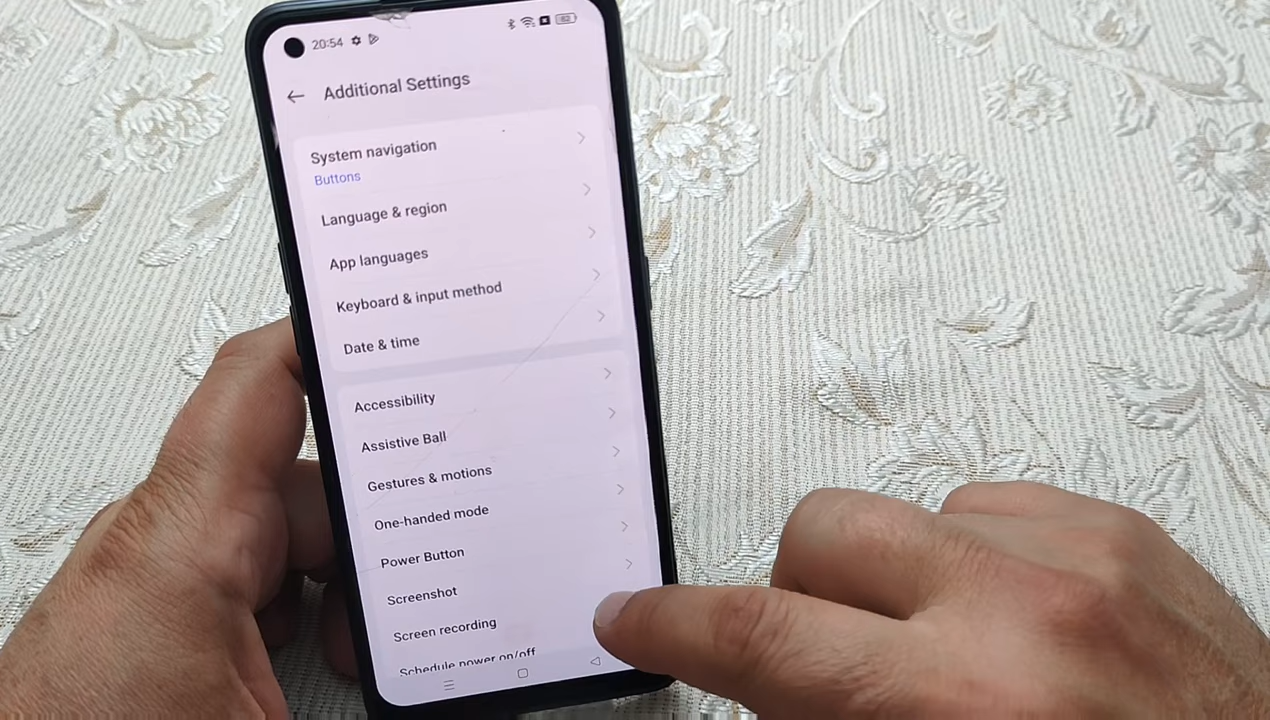 20:54
82
Additional Settings
System navigation
Buttons
Language & region
App languages
Keyboard & input method
Date & time
Accessibility
Assistive Ball
Gestures & motions
One-handed mode
Power Button
Screenshot
Screen recording
Schedule power on/off